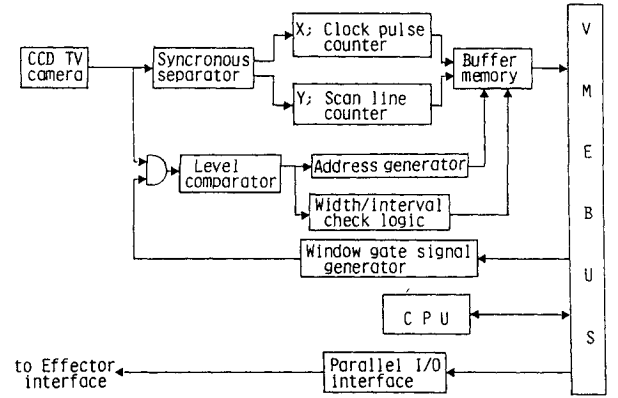 CCD TV
camera
Syncronous
separator
X; Clock pulse
counter
Y; Scan line
counter
Buffer
memory
Level
comparator
Address generator
Width/interval
check logic
Window gate signal
generator
C P U
Parallel I/O
interface
to Effector
interface
V
M
E
B
U
S